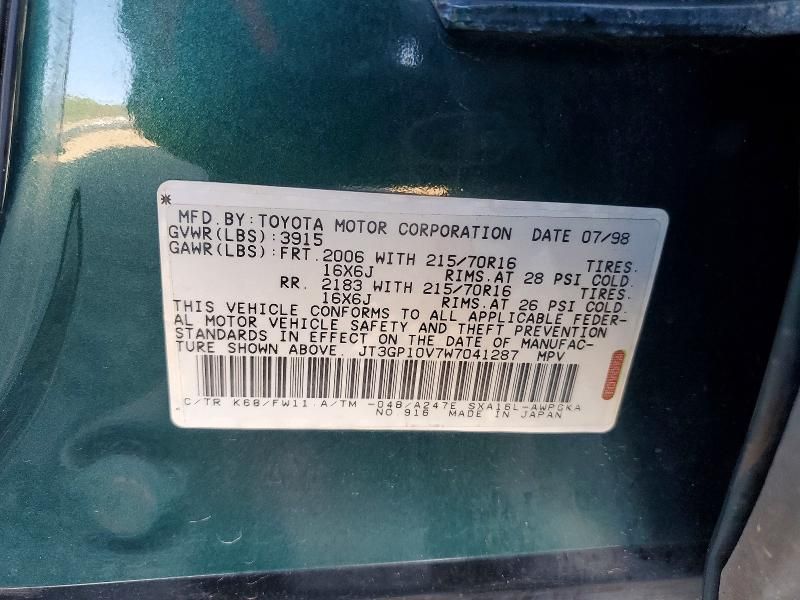 MFD. BY: TOYOTA MOTOR CORPORATION DATE 07/98
GVWR(LBS): 3915
GAWR(LBS): FRT. 2006 WITH 215/70R16 TIRES.
16X6J RIMS. AT 28 PSI COLD.
RR. 2183 WITH 215/70R16 TIRES.
16X6J RIMS. AT 26 PSI COLD.
THIS VEHICLE CONFORMS TO ALL APPLICABLE FEDER-
AL MOTOR VEHICLE SAFETY AND THEFT PREVENTION
STANDARDS IN EFFECT ON THE DATE OF MANUFAC-
TURE SHOWN ABOVE. JT3GP10V7W7041287 MPV
C/TR K68/FW11 A/TM -04B/A247E SXA16L-AWPGKA
NO 916 MADE IN JAPAN